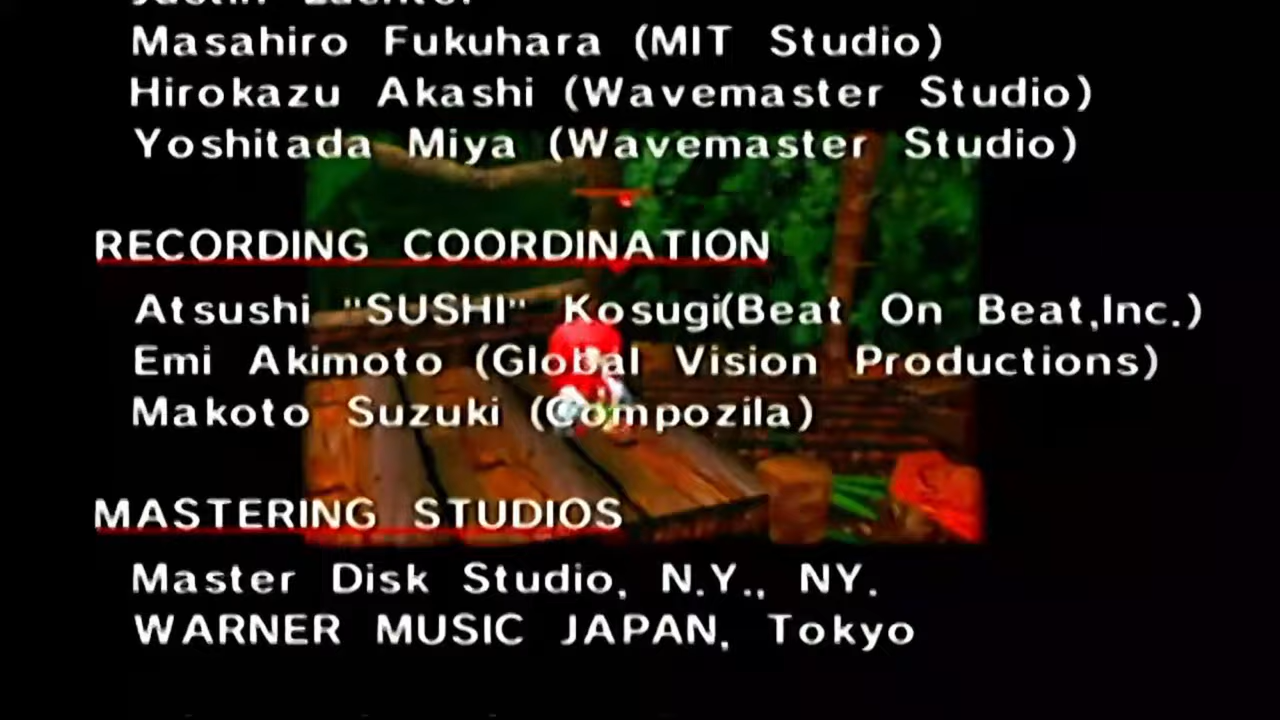 Masahiro Fukuhara (MIT Studio)
Hirokazu Akashi (Wavemaster Studio)
Yoshitada Miya (Wavemaster Studio)
RECORDING COORDINATION
Atsushi "SUSHI" Kosugi(Beat On Beat,Inc.)
Emi Akimoto (Global Vision Productions)
Makoto Suzuki (Compozila)
MASTERING STUDIOS
Master Disk Studio, N.Y., NY.
WARNER MUSIC JAPAN, Tokyo